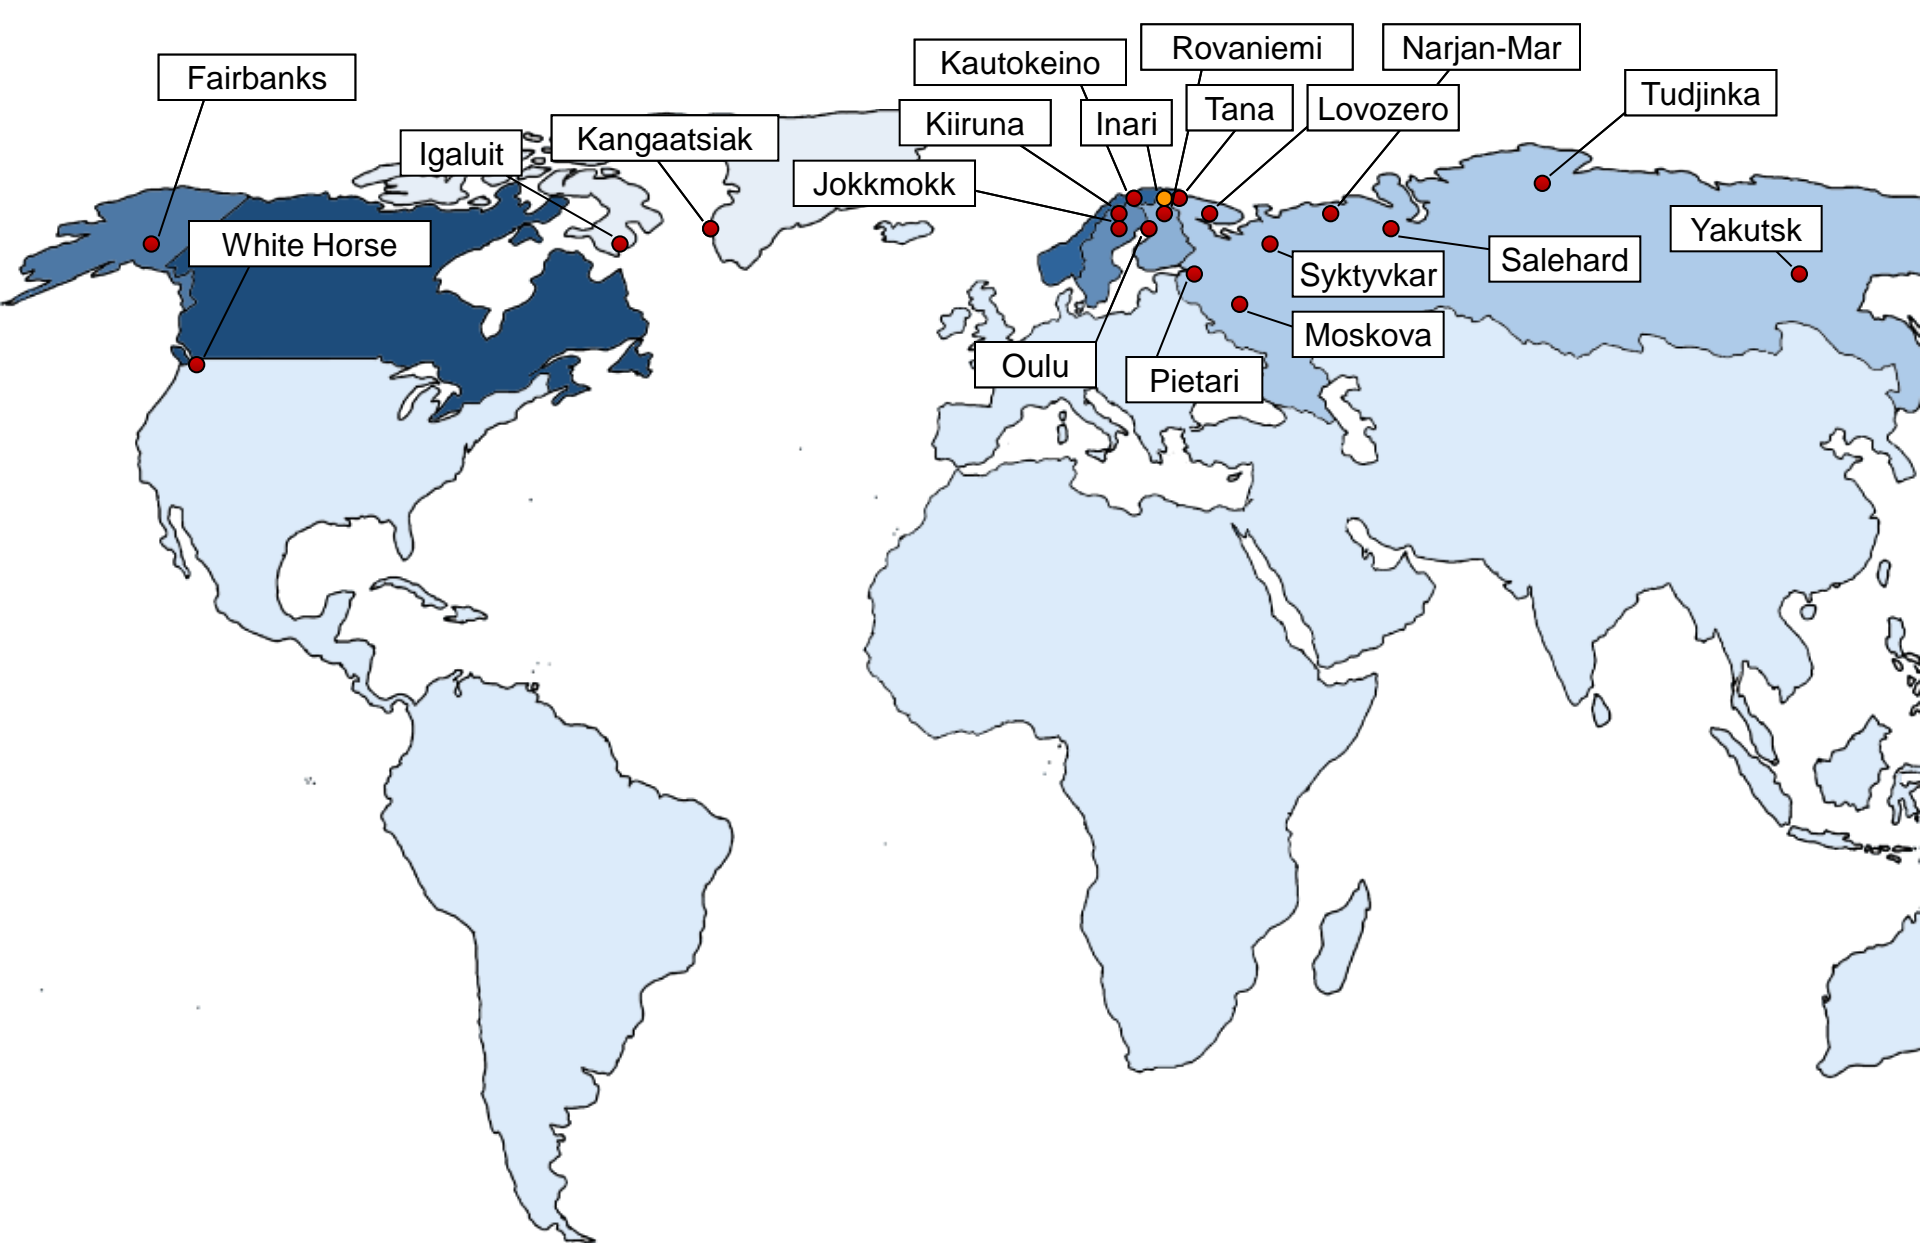 Rovaniemi
Narjan-Mar
Kautokeino
Fairbanks
Tudjinka
Tana
Lovozero
Kiiruna
Inari
Kangaatsiak
Igaluit
Jokkmokk
Yakutsk
White Horse
Salehard
Syktyvkar
Moskova
Oulu
Pietari